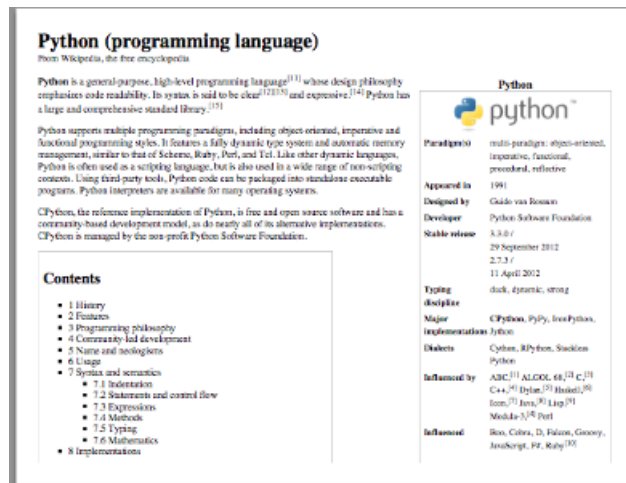 Python (programming language)
From Wikipedia, the free encyclopedia
Python is a general-purpose, high-level programming language[11] whose design philosophy
emphasizes code readability. Its syntax is said to be clear[12][13] and expressive.[14] Python has
a large and comprehensive standard library.[15]
Python supports multiple programming paradigms, including object-oriented, imperative and
functional programming styles. It features a fully dynamic type system and automatic memory
management, similar to that of Scheme, Ruby, Perl, and Tcl. Like other dynamic languages,
Python is often used as a scripting language, but is also used in a wide range of non-scripting
contexts. Using third-party tools, Python code can be packaged into standalone executable
programs. Python interpreters are available for many operating systems.
CPython, the reference implementation of Python, is free and open source software and has a
community-based development model, as do nearly all of its alternative implementations.
CPython is managed by the non-profit Python Software Foundation.
Contents
1 History
2 Features
3 Programming philosophy
4 Community-led development
5 Name and neologisms
6 Usage
7 Syntax and semantics
7.1 Indentation
7.2 Statements and control flow
7.3 Expressions
7.4 Methods
7.5 Typing
7.6 Mathematics
8 Implementations
Python
python™
Paradigm(s) multi-paradigm: object-oriented,
imperative, functional,
procedural, reflective
Appeared in 1991
Designed by Guido van Rossum
Developer Python Software Foundation
Stable release 3.3.0 /
29 September 2012
2.7.3 /
11 April 2012
Typing duck, dynamic, strong
discipline
Major CPython, PyPy, IronPython,
implementations Jython
Dialects Cython, RPython, Stackless
Python
Influenced by ABC,[1] ALGOL 68,[2] C,[3]
C++,[4] Dylan,[5] Haskell,[6]
Icon,[7] Java,[8] Lisp,[9]
Modula-3,[4] Perl
Influenced Boo, Cobra, D, Falcon, Groovy,
JavaScript, F#, Ruby[10]